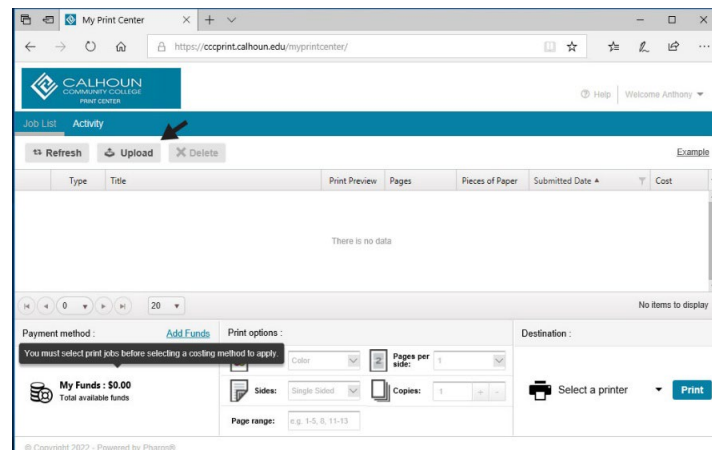 My Print Center
https://cccprint.calhoun.edu/myprintcenter/
CALHOUN
COMMUNITY COLLEGE
PRINT CENTER
Help Welcome Anthony
Job List Activity
Refresh Upload Delete Example
Type Title Print Preview Pages Pieces of Paper Submitted Date Cost
There is no data
0 20 No items to display
Payment method : Add Funds Print options : Destination :
You must select print jobs before selecting a costing method to apply.
Color Pages per side: 1
My Funds : $0.00
Total available funds
Sides: Single Sided Copies: 1 + -
Select a printer Print
Page range: e.g. 1-5, 0, 11-13
© Copyright 2022 - Powered by Pharos®